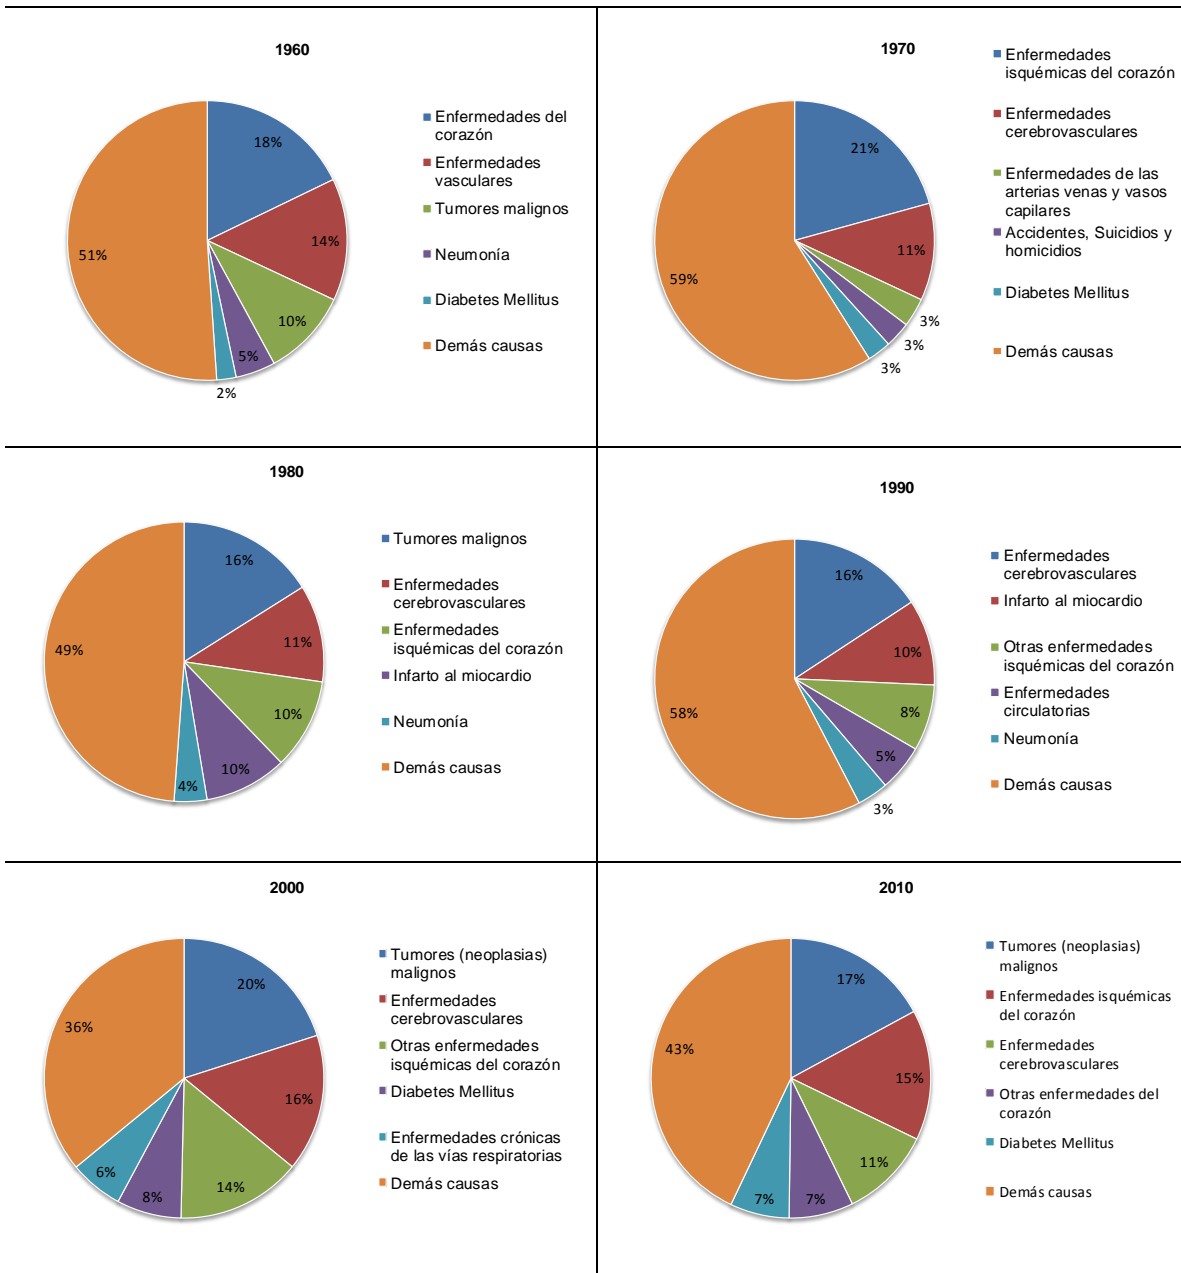 1960
18%
14%
10%
5%
2%
51%
Enfermedades del
corazón
Enfermedades
vasculares
Tumores malignos
Neumonía
Diabetes Mellitus
Demás causas
1970
21%
11%
3%
3%
3%
59%
Enfermedades
isquémicas del corazón
Enfermedades
cerebrovasculares
Enfermedades de las
arterias venas y vasos
capilares
Accidentes, Suicidios y
homicidios
Diabetes Mellitus
Demás causas
1980
16%
11%
10%
10%
4%
49%
Tumores malignos
Enfermedades
cerebrovasculares
Enfermedades
isquémicas del corazón
Infarto al miocardio
Neumonía
Demás causas
1990
16%
10%
8%
5%
3%
58%
Enfermedades
cerebrovasculares
Infarto al miocardio
Otras enfermedades
isquémicas del corazón
Enfermedades
circulatorias
Neumonía
Demás causas
2000
20%
16%
14%
8%
6%
36%
Tumores (neoplasias)
malignos
Enfermedades
cerebrovasculares
Otras enfermedades
isquémicas del corazón
Diabetes Mellitus
Enfermedades crónicas
de las vías respiratorias
Demás causas
2010
17%
15%
11%
7%
7%
43%
Tumores (neoplasias)
malignos
Enfermedades isquémicas
del corazón
Enfermedades
cerebrovasculares
Otras enfermedades del
corazón
Diabetes Mellitus
Demás causas